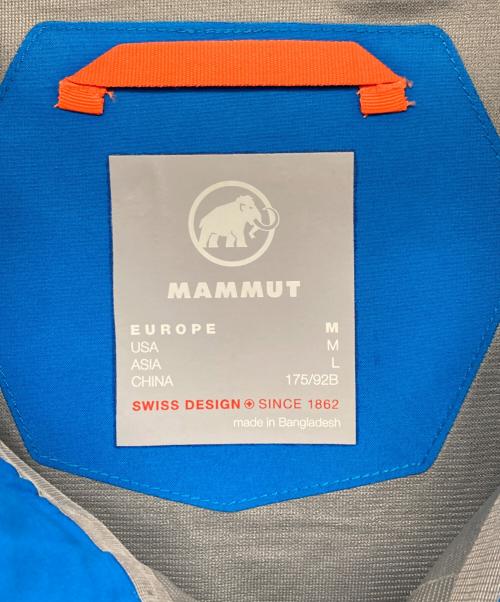 MAMMUT
EUROPE M
USA M
ASIA L
CHINA 175/92B
SWISS DESIGN SINCE 1862
made in Bangladesh